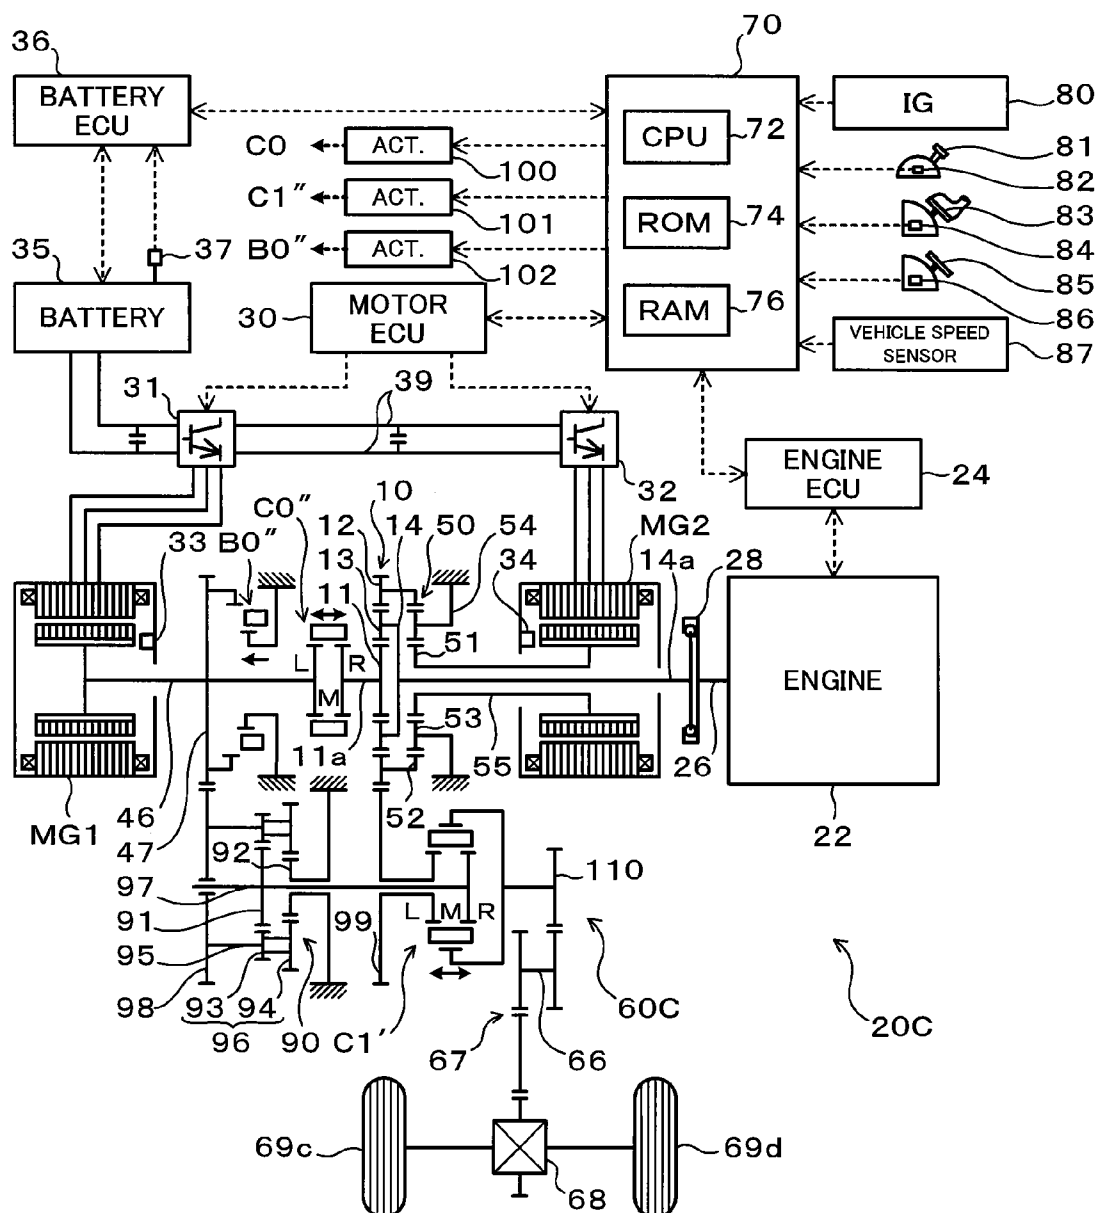 36
70
BATTERY
ECU
IG
80
CPU
72
C0
ACT.
100
81
82
C1″
ACT.
101
ROM
74
83
84
35
37
B0″
ACT.
102
85
86
BATTERY
30
MOTOR
ECU
RAM
76
VEHICLE SPEED
SENSOR
87
31
39
32
ENGINE
ECU
24
C0″
10
12
14
50
54
MG2
33
B0″
13
11
34
14a
28
51
L
R
M
ENGINE
53
11a
55
26
MG1
46
47
52
22
92
97
110
91
L
M
R
99
95
98
93
94
96
90
C1′
60C
20C
67
66
69c
69d
68